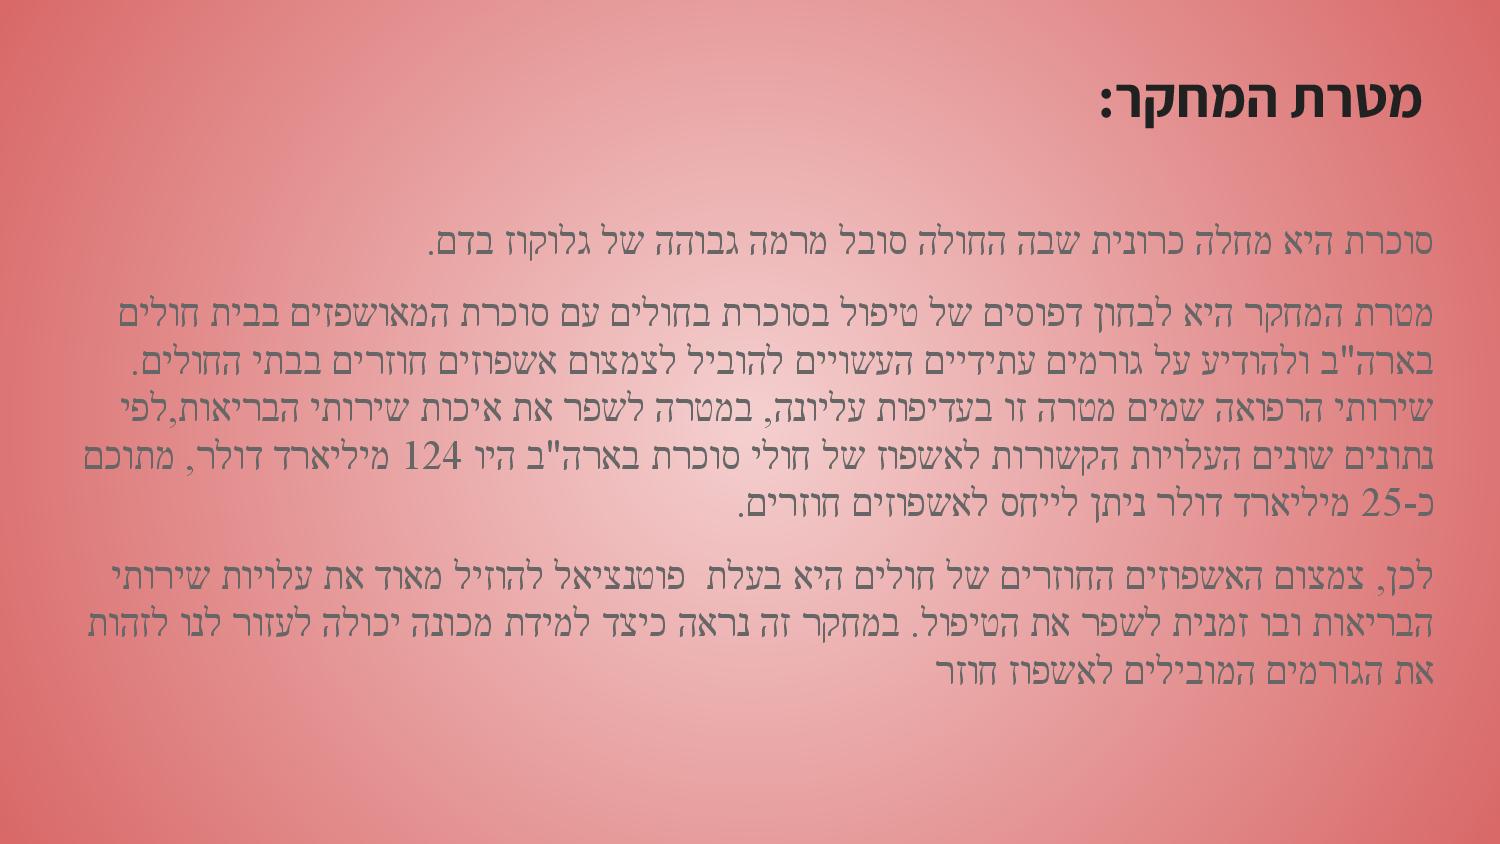 מטרת המחקר:
סוכרת היא מחלה כרונית שבה החולה סובל מרמה גבוהה של גלוקוז בדם.
מטרת המחקר היא לבחון דפוסים של טיפול בסוכרת בחולים עם סוכרת המאושפזים בבית חולים
בארה"ב ולהודיע על גורמים עתידיים העשויים להוביל לצמצום אשפוזים חוזרים בבתי החולים.
שירותי הרפואה שמים מטרה זו בעדיפות עליונה, במטרה לשפר את איכות שירותי הבריאות,לפי
נתונים שונים העלויות הקשורות לאשפוז של חולי סוכרת בארה"ב היו 124 מיליארד דולר, מתוכם
כ-25 מיליארד דולר ניתן לייחס לאשפוזים חוזרים.
לכן, צמצום האשפוזים החוזרים של חולים היא בעלת  פוטנציאל להוזיל מאוד את עלויות שירותי
הבריאות ובו זמנית לשפר את הטיפול. במחקר זה נראה כיצד למידת מכונה יכולה לעזור לנו לזהות
את הגורמים המובילים לאשפוז חוזר